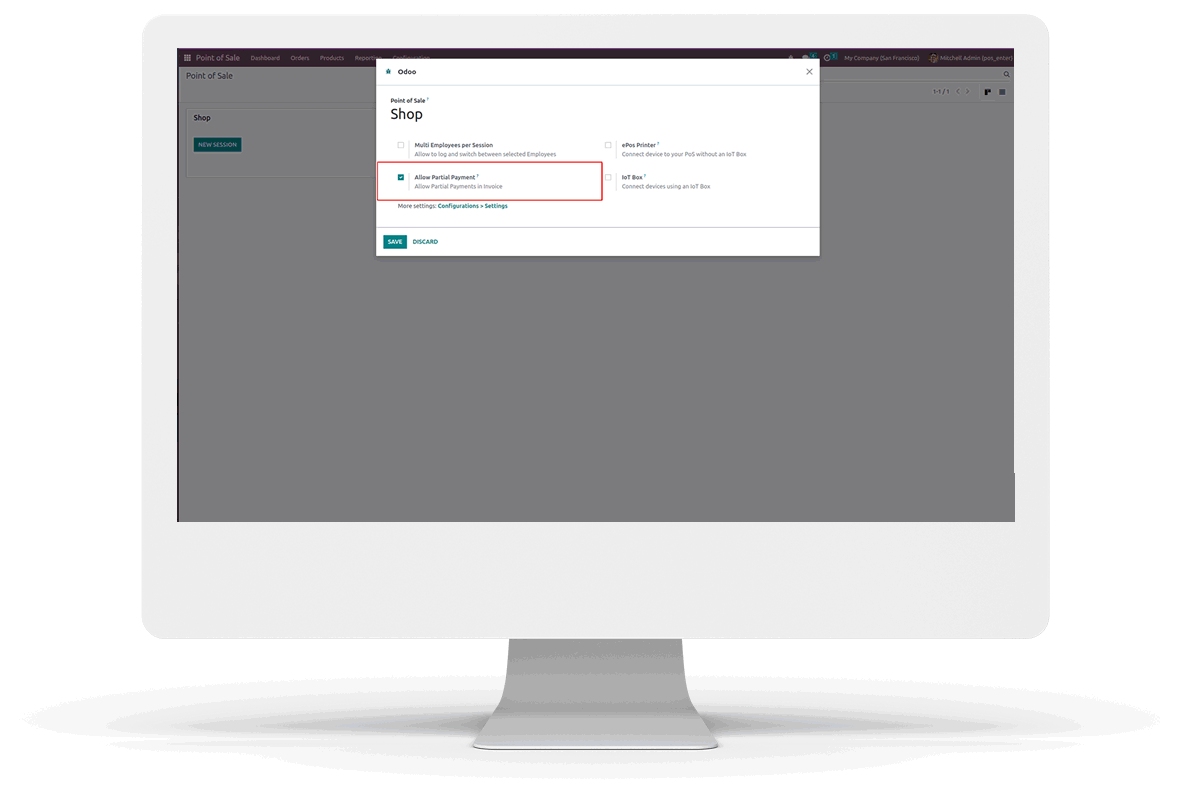 Point of Sale Dashboard Orders Products Reporting Configuration
My Company (San Francisco) Mitchell Admin (pos_enter)
Point of Sale
1-1 / 1
Shop
NEW SESSION
Odoo
Point of Sale ?
Shop
Multi Employees per Session
Allow to log and switch between selected Employees
ePos Printer ?
Connect device to your PoS without an IoT Box
Allow Partial Payment ?
Allow Partial Payments in Invoice
IoT Box ?
Connect devices using an IoT Box
More settings: Configurations > Settings
SAVE DISCARD